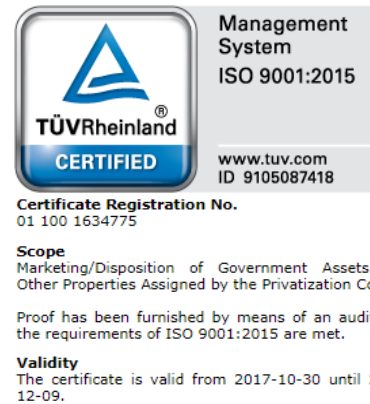 Management
System
ISO 9001:2015
®
TÜVRheinland
CERTIFIED
www.tuv.com
ID 9105087418
Certificate Registration No.
01 100 1634775
Scope
Marketing/Disposition of Government Assets
Other Properties Assigned by the Privatization
Proof has been furnished by means of an
the requirements of ISO 9001:2015 are met.
Validity
The certificate is valid from 2017-10-30 until
12-09.